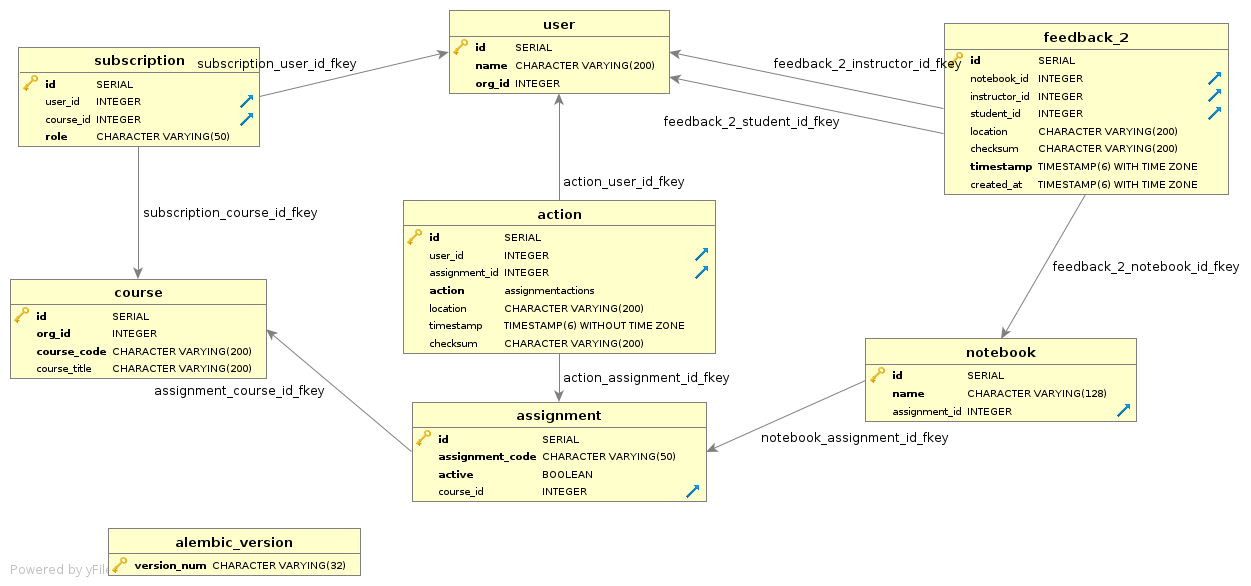 user
id SERIAL
name CHARACTER VARYING(200)
org_id INTEGER
subscription
id SERIAL
user_id INTEGER
course_id INTEGER
role CHARACTER VARYING(50)
subscription_user_id_fkey
feedback_2
id SERIAL
notebook_id INTEGER
instructor_id INTEGER
student_id INTEGER
location CHARACTER VARYING(200)
checksum CHARACTER VARYING(200)
timestamp TIMESTAMP(6) WITH TIME ZONE
created_at TIMESTAMP(6) WITH TIME ZONE
feedback_2_instructor_id_fkey
feedback_2_student_id_fkey
action_user_id_fkey
subscription_course_id_fkey
action
id SERIAL
user_id INTEGER
assignment_id INTEGER
action assignmentactions
location CHARACTER VARYING(200)
timestamp TIMESTAMP(6) WITHOUT TIME ZONE
checksum CHARACTER VARYING(200)
feedback_2_notebook_id_fkey
course
id SERIAL
org_id INTEGER
course_code CHARACTER VARYING(200)
course_title CHARACTER VARYING(200)
assignment_course_id_fkey
action_assignment_id_fkey
notebook
id SERIAL
name CHARACTER VARYING(128)
assignment_id INTEGER
notebook_assignment_id_fkey
assignment
id SERIAL
assignment_code CHARACTER VARYING(50)
active BOOLEAN
course_id INTEGER
alembic_version
version_num CHARACTER VARYING(32)
Powered by yFile